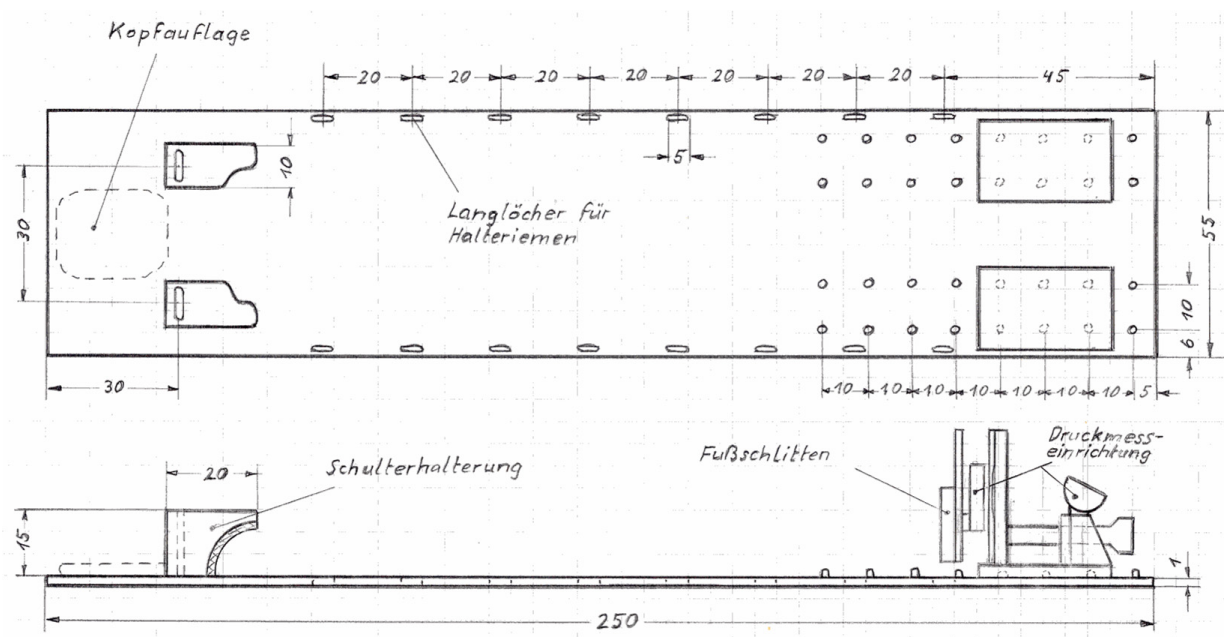 Kopfauflage
20 20 20 20 20 20 20 45
10
5
30
Langlöcher für
Halteriemen
55
10
6
30
10 10 10 10 10 10 10 5
Schulterhalterung
20
15
Fußschlitten
Druckmess-
einrichtung
1
250